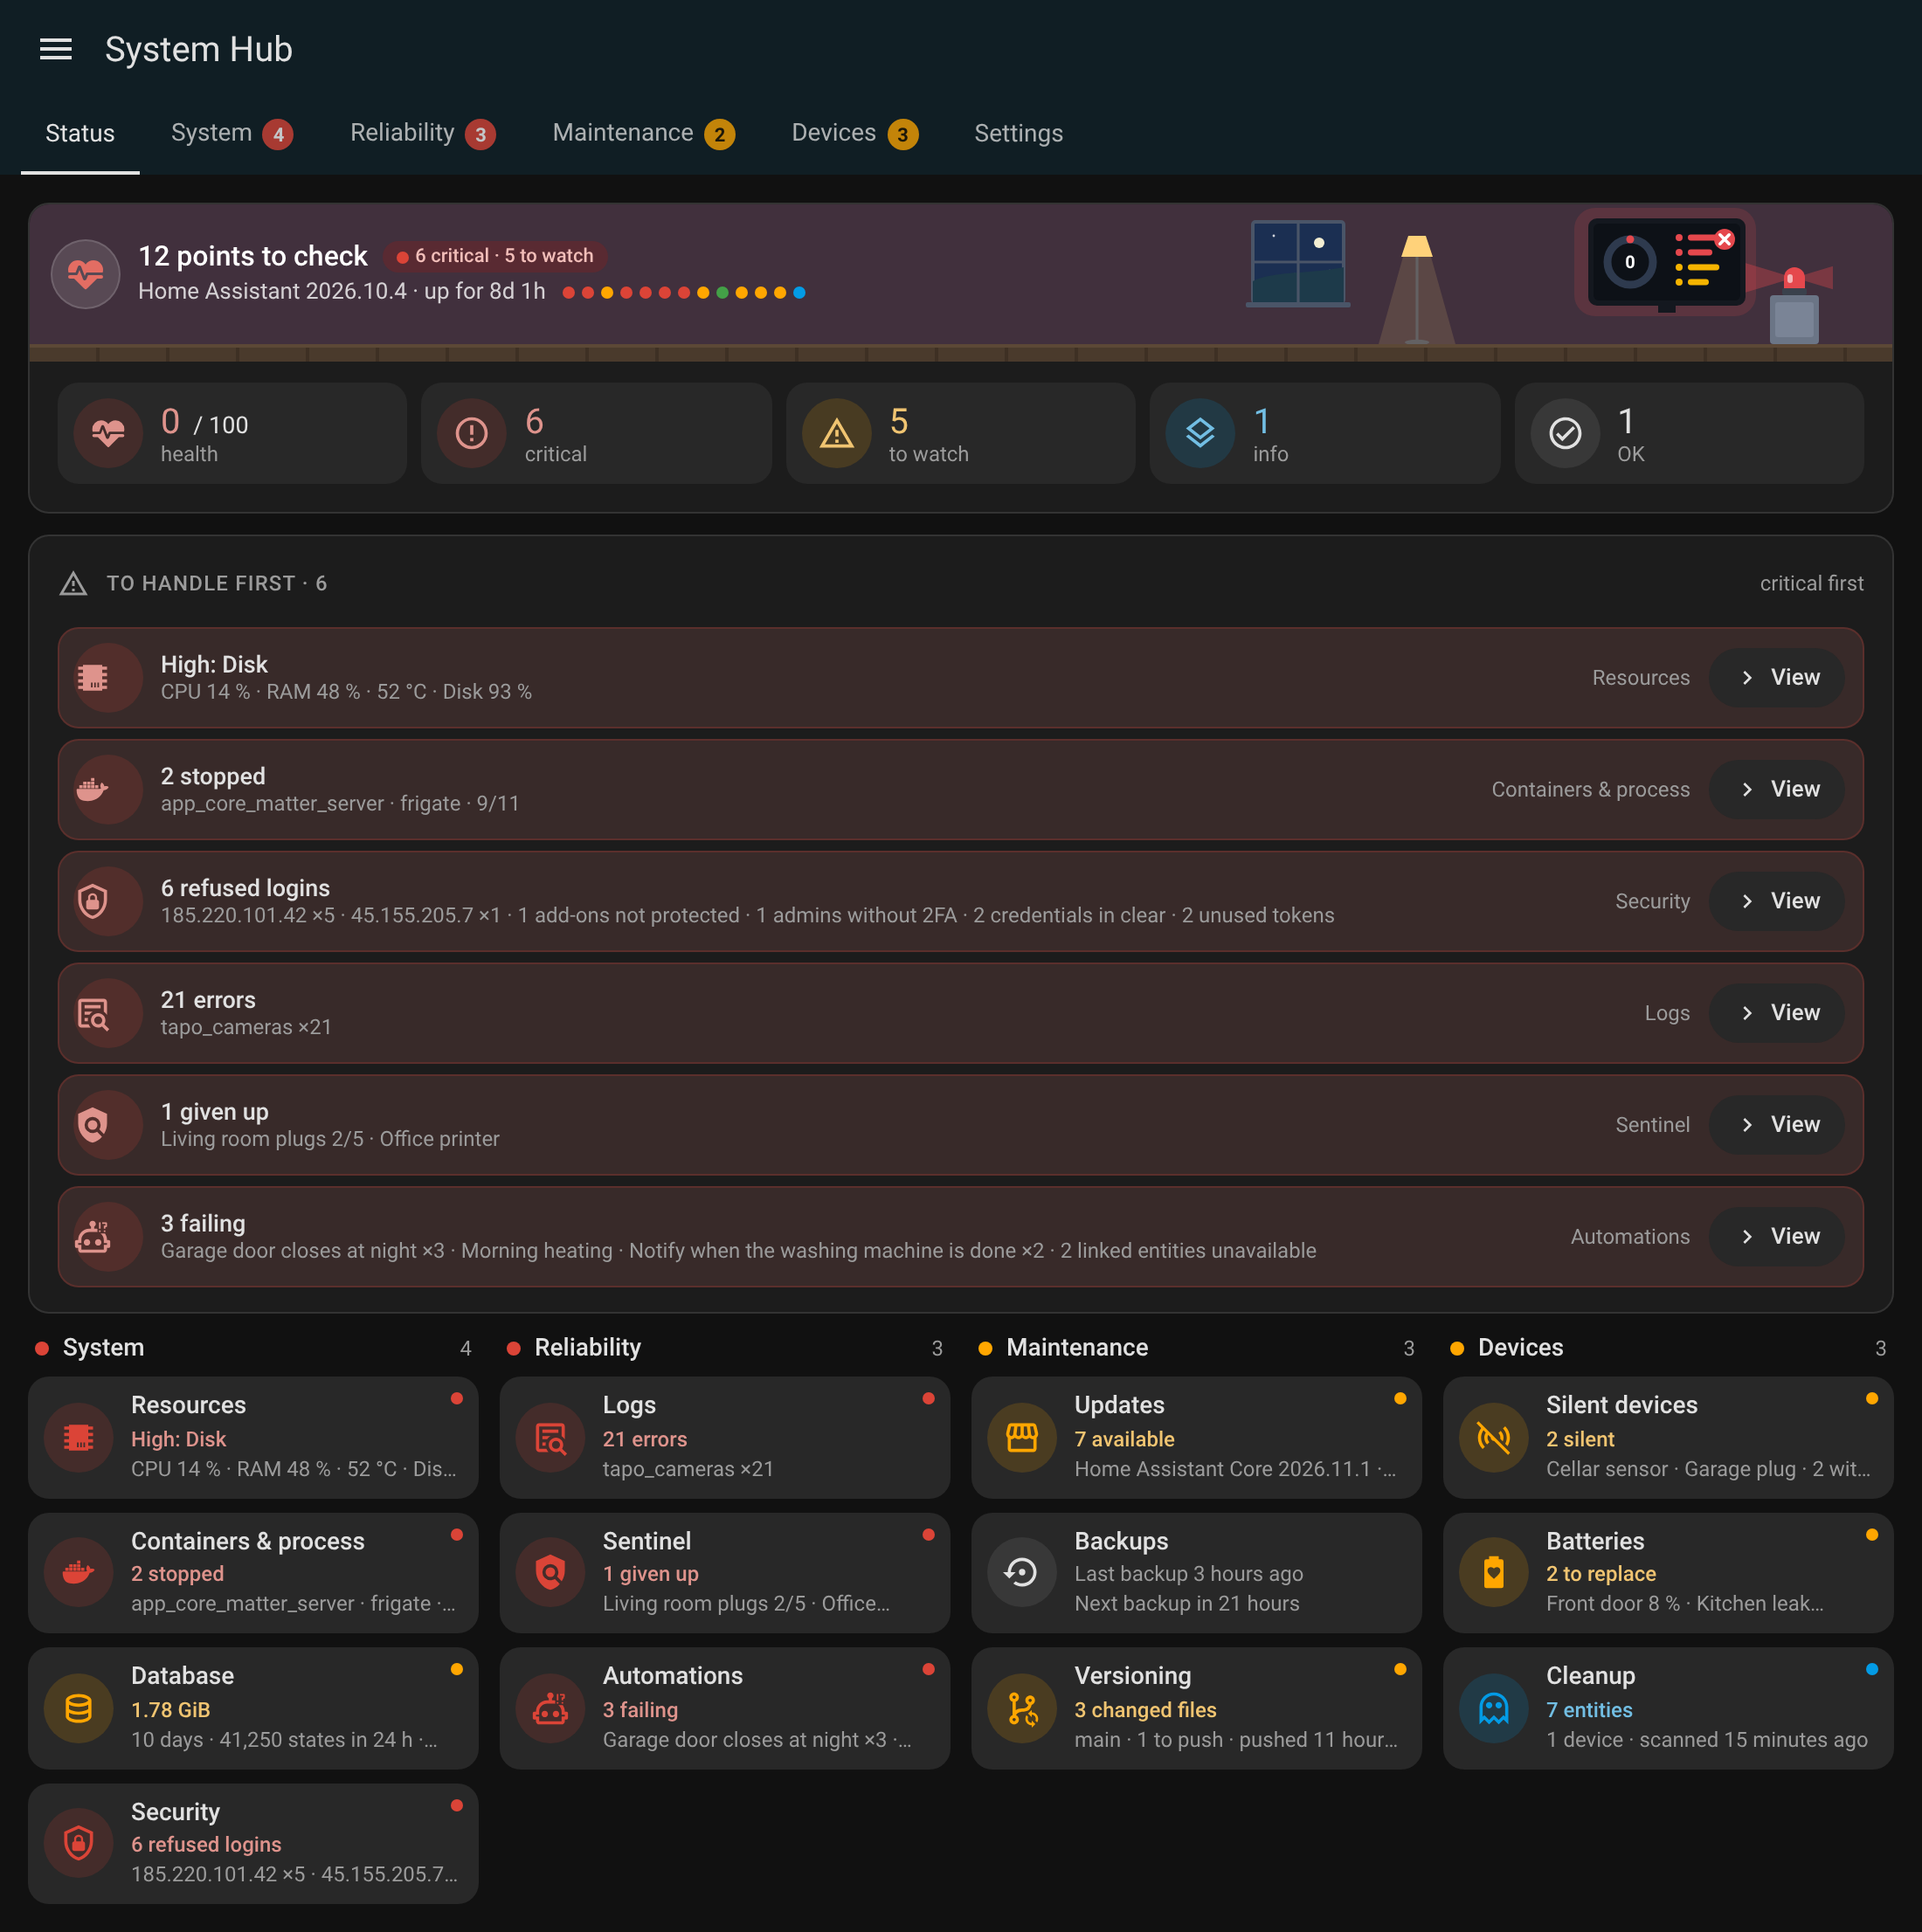 System Hub
Status
System 4
Reliability 3
Maintenance 2
Devices 3
Settings
12 points to check
6 critical · 5 to watch
Home Assistant 2026.10.4 · up for 8d 1h
0
0 / 100
health
6
critical
5
to watch
1
info
1
OK
TO HANDLE FIRST · 6
critical first
High: Disk
CPU 14 % · RAM 48 % · 52 °C · Disk 93 %
Resources
View
2 stopped
app_core_matter_server · frigate · 9/11
Containers & process
View
6 refused logins
185.220.101.42 ×5 · 45.155.205.7 ×1 · 1 add-ons not protected · 1 admins without 2FA · 2 credentials in clear · 2 unused tokens
Security
View
21 errors
tapo_cameras ×21
Logs
View
1 given up
Living room plugs 2/5 · Office printer
Sentinel
View
3 failing
Garage door closes at night ×3 · Morning heating · Notify when the washing machine is done ×2 · 2 linked entities unavailable
Automations
View
System 4
Resources
High: Disk
CPU 14 % · RAM 48 % · 52 °C · Dis…
Containers & process
2 stopped
app_core_matter_server · frigate ·…
Database
1.78 GiB
10 days · 41,250 states in 24 h ·…
Security
6 refused logins
185.220.101.42 ×5 · 45.155.205.7…
Reliability 3
Logs
21 errors
tapo_cameras ×21
Sentinel
1 given up
Living room plugs 2/5 · Office…
Automations
3 failing
Garage door closes at night ×3 ·…
Maintenance 3
Updates
7 available
Home Assistant Core 2026.11.1 ·…
Backups
Last backup 3 hours ago
Next backup in 21 hours
Versioning
3 changed files
main · 1 to push · pushed 11 hour…
Devices 3
Silent devices
2 silent
Cellar sensor · Garage plug · 2 wit…
Batteries
2 to replace
Front door 8 % · Kitchen leak…
Cleanup
7 entities
1 device · scanned 15 minutes ago